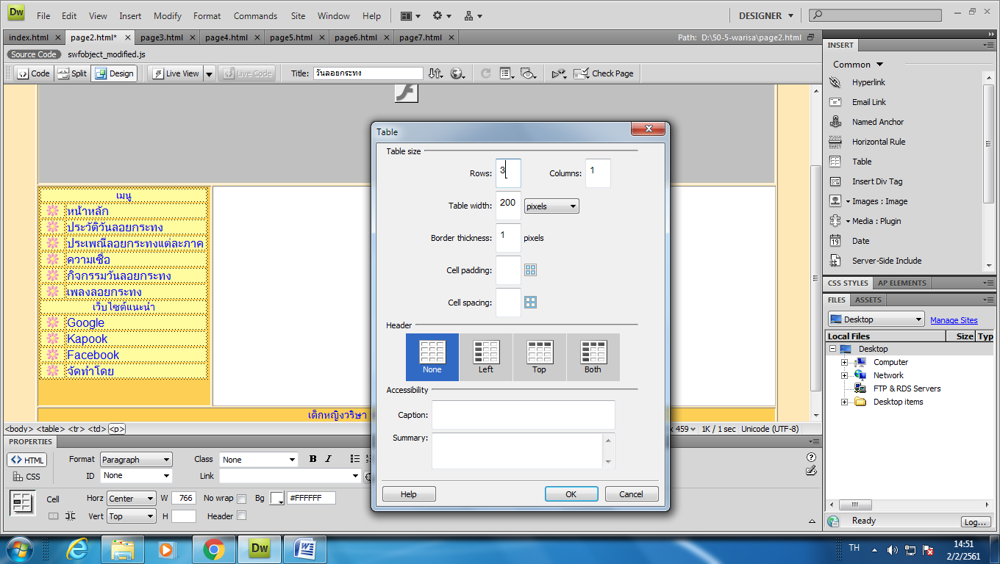 Dw File Edit View Insert Modify Format Commands Site Window Help DESIGNER
index.html page2.html* page3.html page4.html page5.html page6.html page7.html Path: D:\50-5-warisa\page2.html
Source Code swfobject_modified.js
Code Split Design Live View Live Code Title: วันลอยกระทง Check Page
เมนู
หน้าหลัก
ประวัติวันลอยกระทง
ประเพณีลอยกระทงแต่ละภาค
ความเชื่อ
กิจกรรมวันลอยกระทง
เพลงลอยกระทง
เว็บไซต์แนะนำ
Google
Kapook
Facebook
จัดทำโดย
เด็กหญิงวริษา
Table
Table size
Rows: 3 Columns: 1
Table width: 200 pixels
Border thickness: 1 pixels
Cell padding:
Cell spacing:
Header
None Left Top Both
Accessibility
Caption:
Summary:
Help OK Cancel
INSERT
Common
Hyperlink
Email Link
Named Anchor
Horizontal Rule
Table
Insert Div Tag
Images : Image
Media : Plugin
Date
19
Server-Side Include
CSS STYLES AP ELEMENTS
FILES ASSETS
Desktop Manage Sites
Local Files Size Typ
Desktop
Computer
Network
FTP & RDS Servers
Desktop items
Ready Log...
<body> <table> <tr> <td> <p> x 459 1K / 1 sec Unicode (UTF-8)
PROPERTIES
HTML Format Paragraph Class None B I
CSS ID None Link
Cell Horz Center W 766 No wrap Bg #FFFFFF
Vert Top H Header
Dw W TH 14:51
2/2/2561